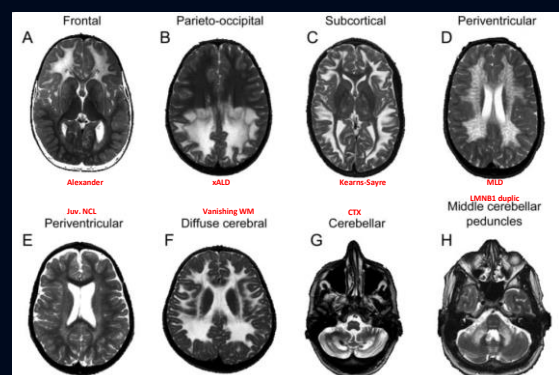 Frontal
Parieto-occipital
Subcortical
Periventricular
A
B
C
D
Alexander
xALD
Kearns-Sayre
MLD
Juv. NCL
Vanishing WM
CTX
LMNB1 duplic
Periventricular
Diffuse cerebral
Cerebellar
Middle cerebellar
peduncles
E
F
G
H